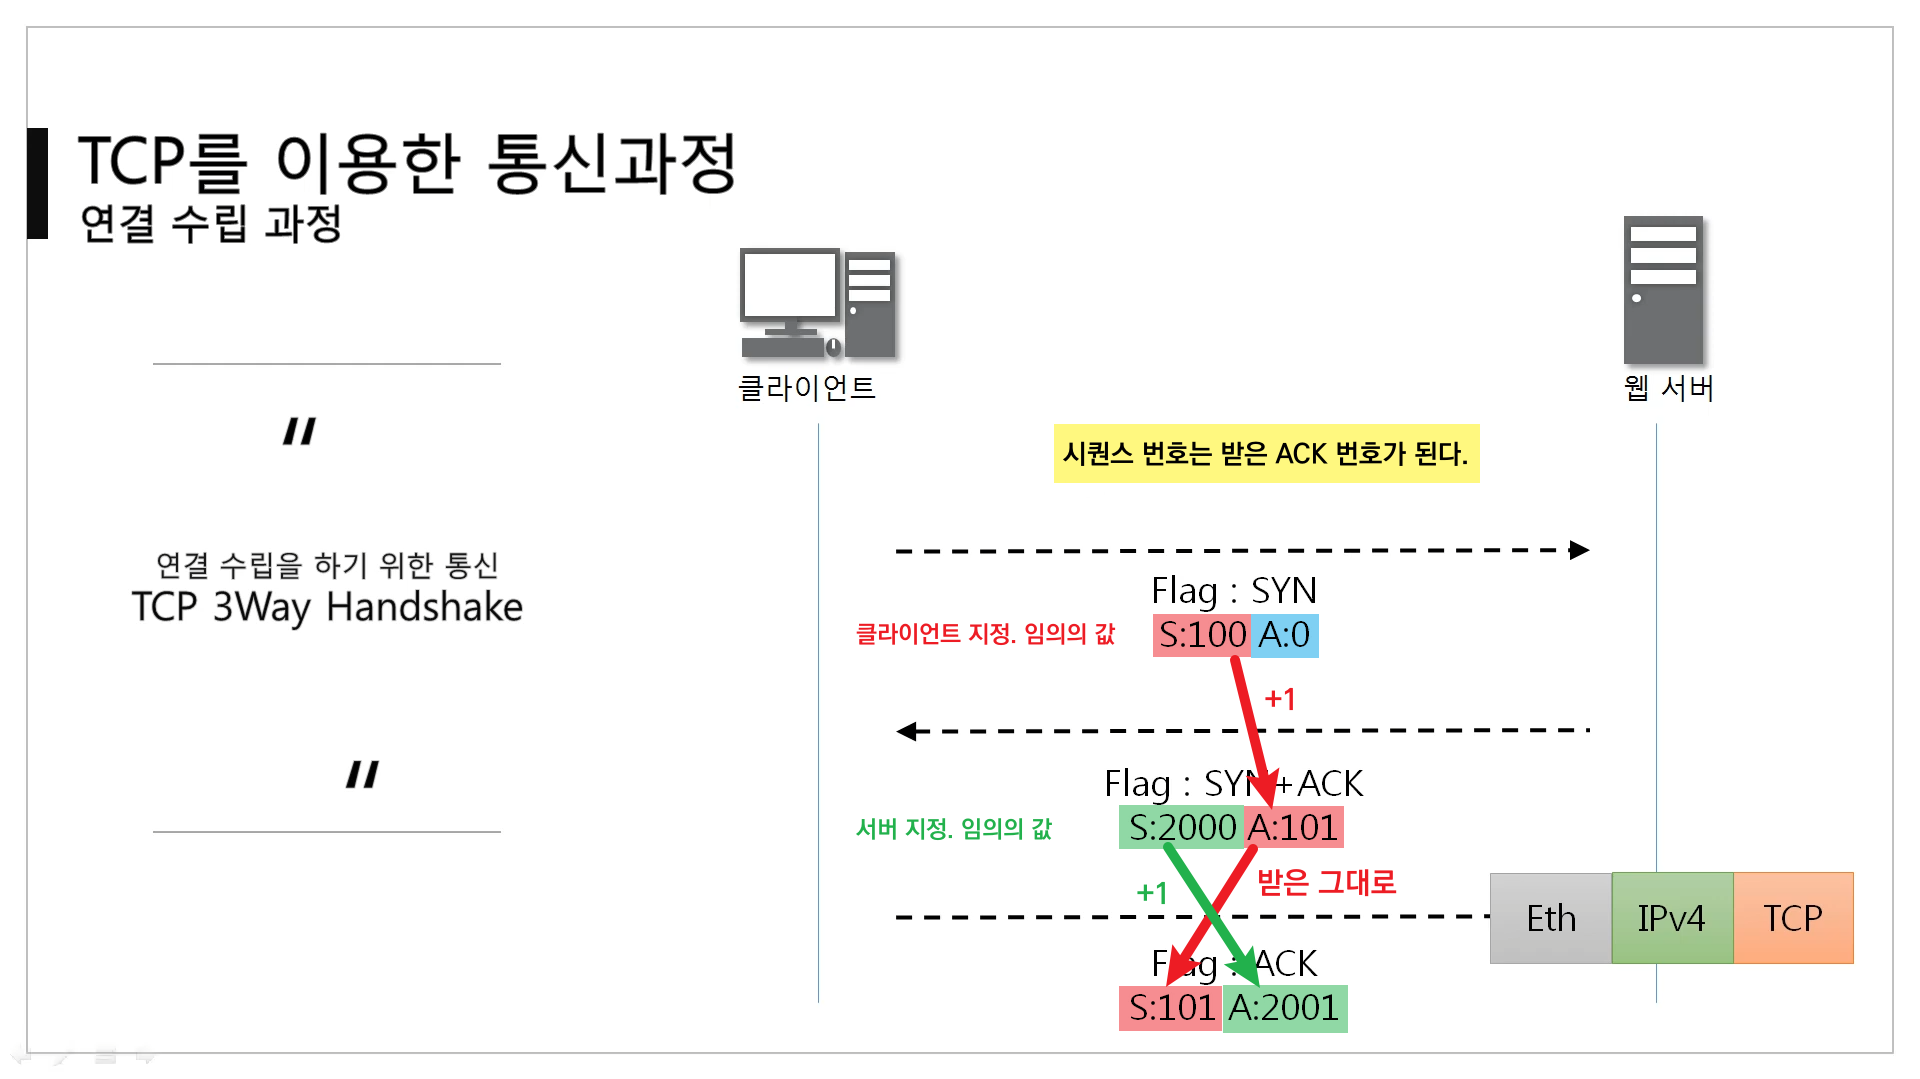 TCP를 이용한 통신과정
연결 수립 과정
"
연결 수립을 하기 위한 통신
TCP 3Way Handshake
"
클라이언트
웹 서버
시퀀스 번호는 받은 ACK 번호가 된다.
Flag : SYN
클라이언트 지정. 임의의 값
S:100 A:0
+1
Flag : SYN+ACK
서버 지정. 임의의 값
S:2000 A:101
+1
받은 그대로
Eth IPv4 TCP
Flag : ACK
S:101 A:2001